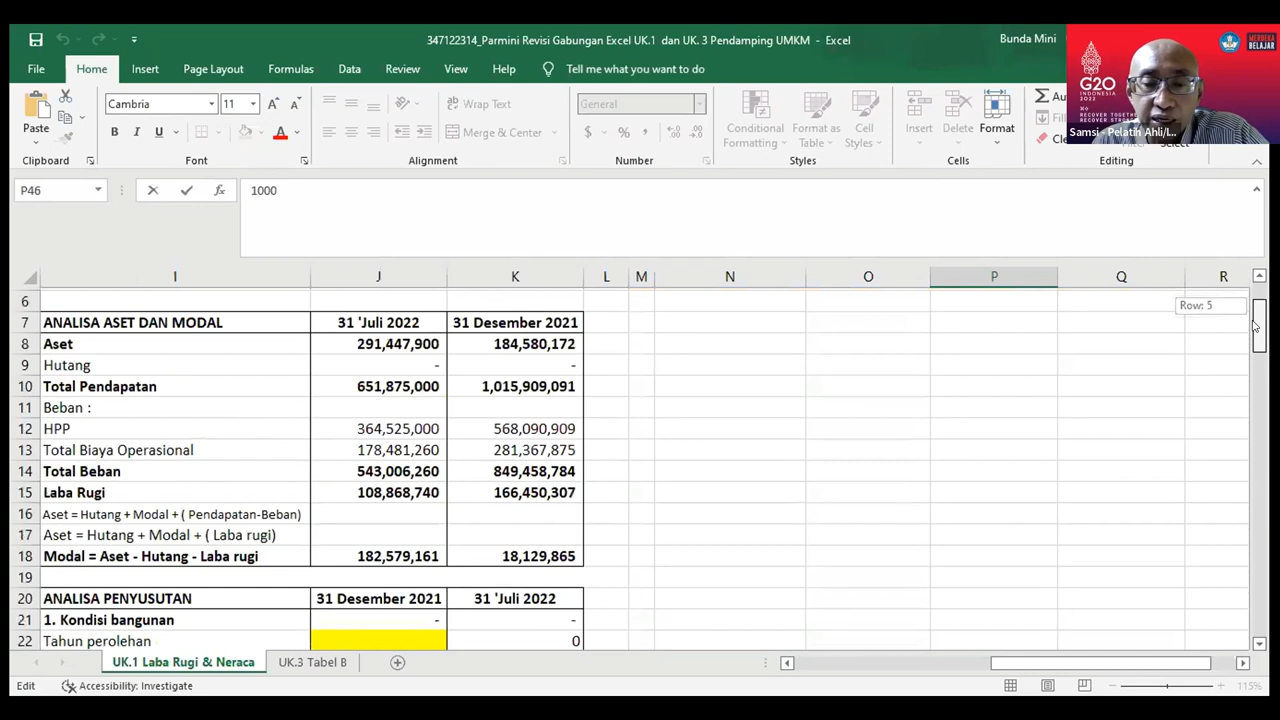 347122314_Parmini Revisi Gabungan Excel UK.1 dan UK. 3 Pendamping UMKM - Excel
Bunda Mini
MERDEKA BELAJAR
G20
INDONESIA
2022
RECOVER TOGETHER
RECOVER STRONGER
Samsi - Pelatih Ahli/I...
File Home Insert Page Layout Formulas Data Review View Help Tell me what you want to do
Cambria 11 Wrap Text General Au
Paste Merge & Center Conditional Formatting Format as Table Cell Styles Insert Delete Format Fi Cle Select
Clipboard Font Alignment Number Styles Cells Editing
P46 fx 1000
I J K L M N O P Q R
6
Row: 5
7 ANALISA ASET DAN MODAL 31 'Juli 2022 31 Desember 2021
8 Aset 291,447,900 184,580,172
9 Hutang - -
10 Total Pendapatan 651,875,000 1,015,909,091
11 Beban :
12 HPP 364,525,000 568,090,909
13 Total Biaya Operasional 178,481,260 281,367,875
14 Total Beban 543,006,260 849,458,784
15 Laba Rugi 108,868,740 166,450,307
16 Aset = Hutang + Modal + ( Pendapatan-Beban)
17 Aset = Hutang + Modal + ( Laba rugi)
18 Modal = Aset - Hutang - Laba rugi 182,579,161 18,129,865
19
20 ANALISA PENYUSUTAN 31 Desember 2021 31 'Juli 2022
21 1. Kondisi bangunan - -
22 Tahun perolehan 0
UK.1 Laba Rugi & Neraca UK.3 Tabel B
Edit Accessibility: Investigate 115%